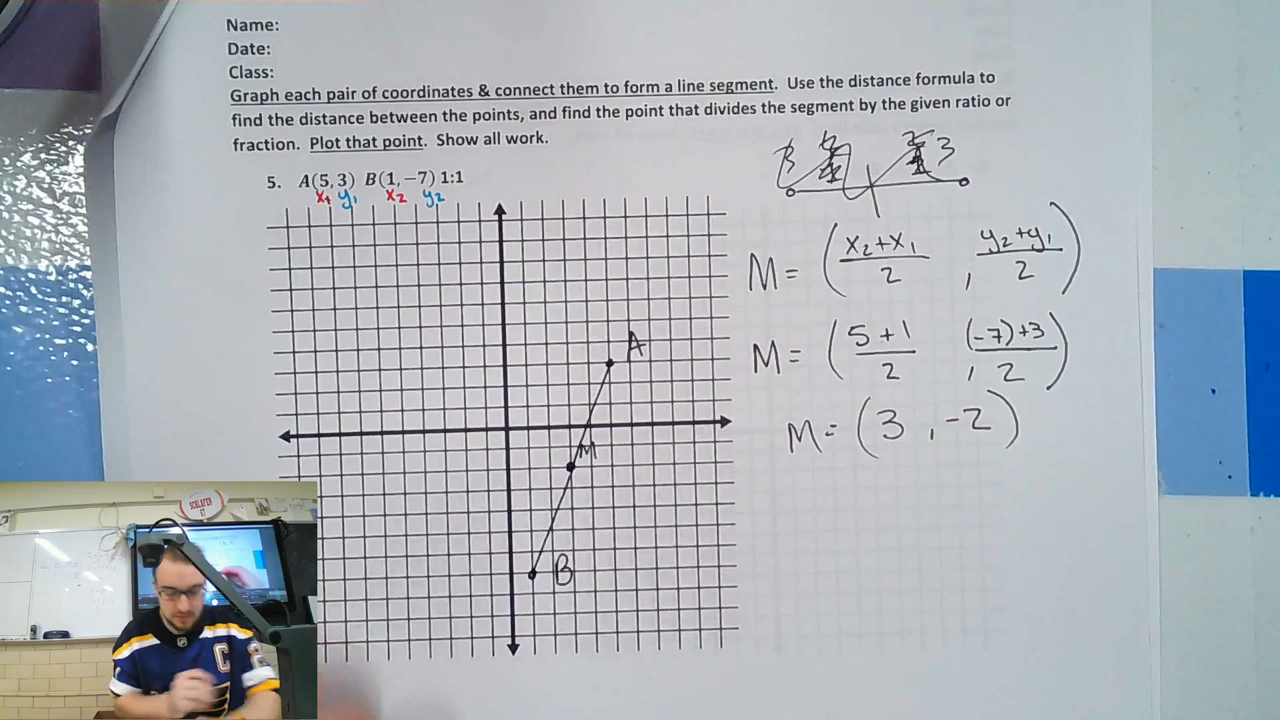 Name:
Date:
Class:
Graph each pair of coordinates & connect them to form a line segment. Use the distance formula to
find the distance between the points, and find the point that divides the segment by the given ratio or
fraction. Plot that point. Show all work.
5. A(5, 3) B(1, −7) 1:1
x₁ y₁ x₂ y₂
3
M = (x₂+x₁/2, y₂+y₁/2)
M = (5+1/2, (-7)+3/2)
M = (3, -2)
A
M
B
C